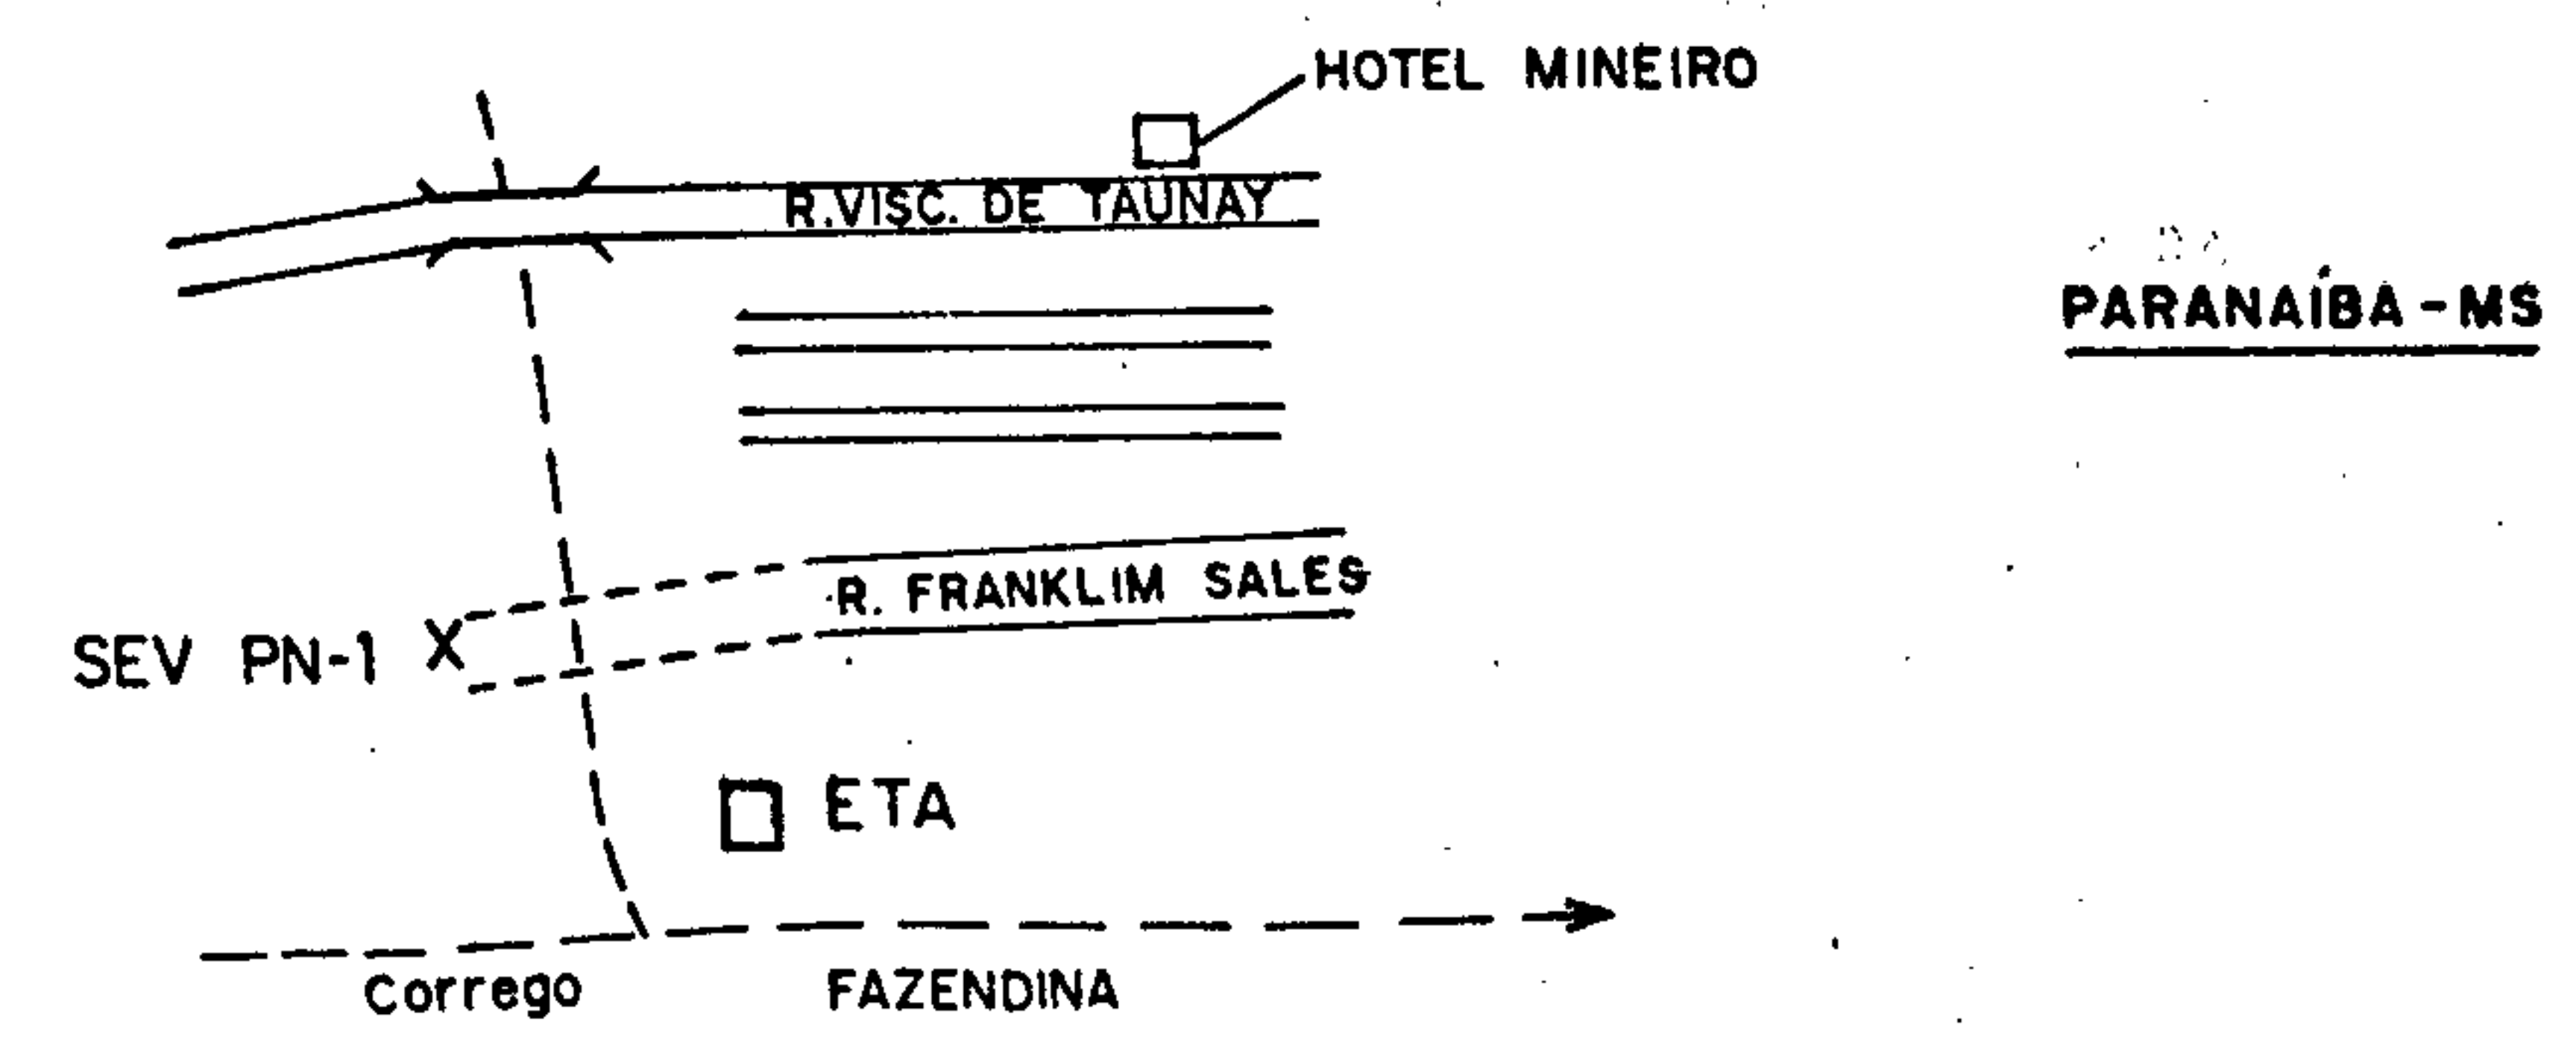 HOTEL MINEIRO
R.VISC. DE TAUNAY
PARANAÍBA-MS
R. FRANKLIM SALES
SEV PN-1 X
ETA
Corrego FAZENDINA